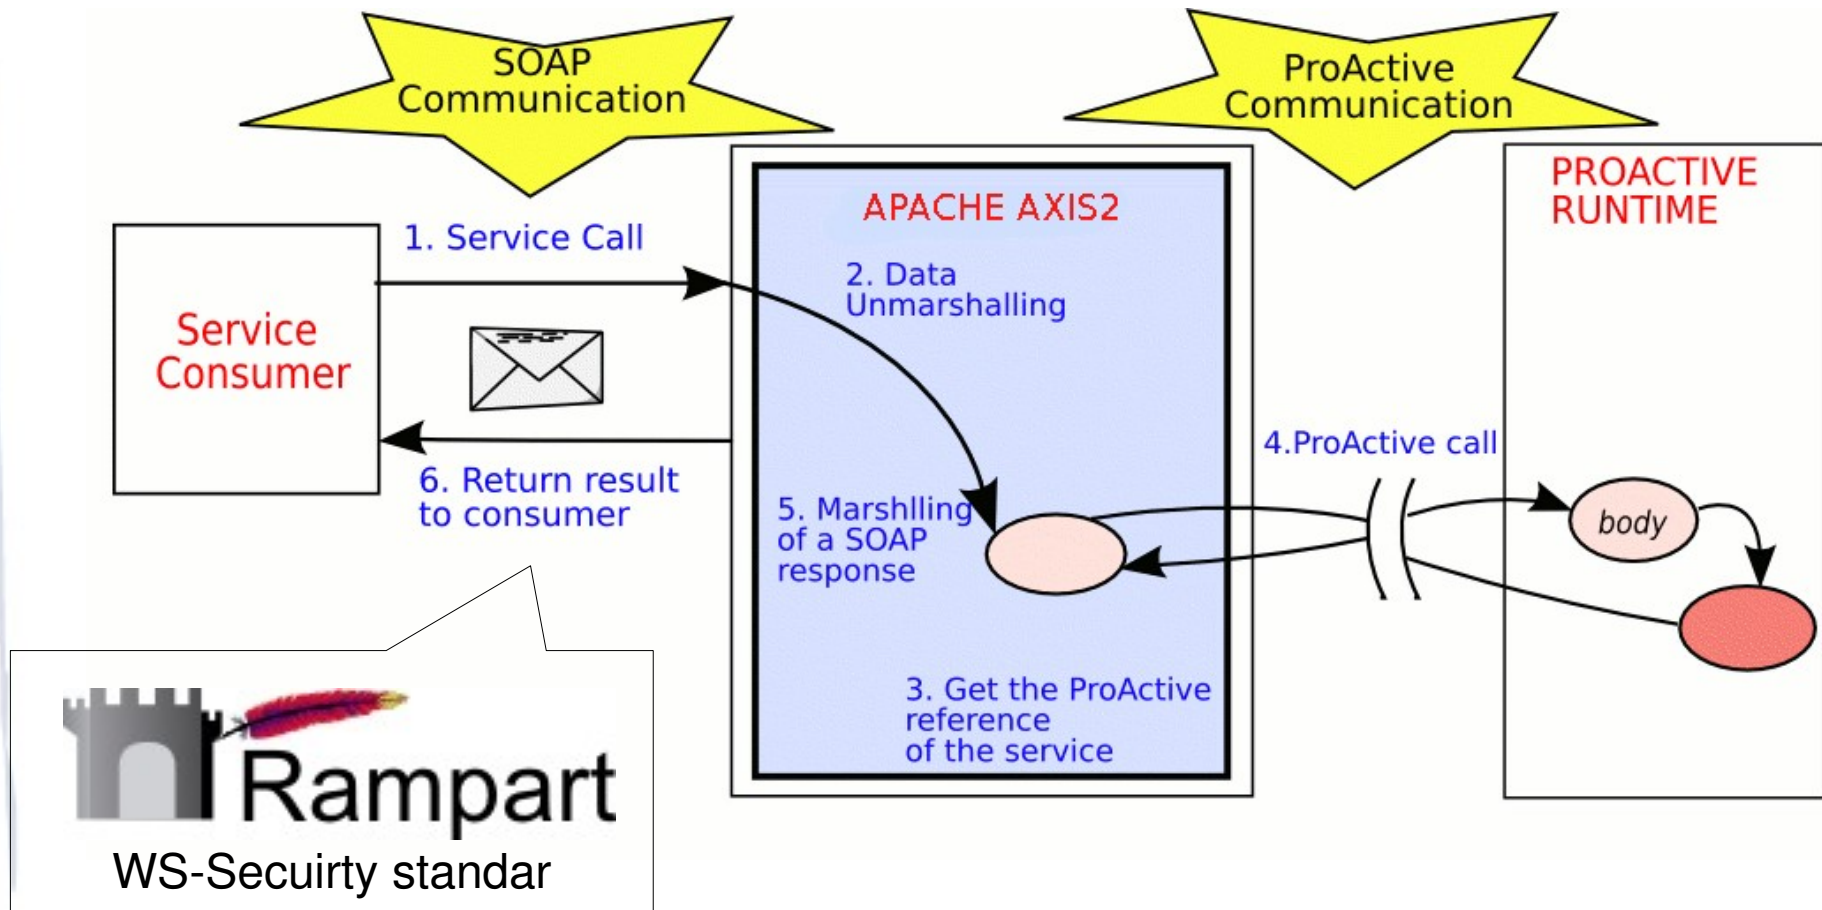 SOAP
Communication
ProActive
Communication
PROACTIVE
RUNTIME
APACHE AXIS2
1. Service Call
2. Data
Unmarshalling
Service
Consumer
4.ProActive call
6. Return result
to consumer
5. Marshlling
of a SOAP
response
body
3. Get the ProActive
reference
of the service
Rampart
WS-Secuirty standar